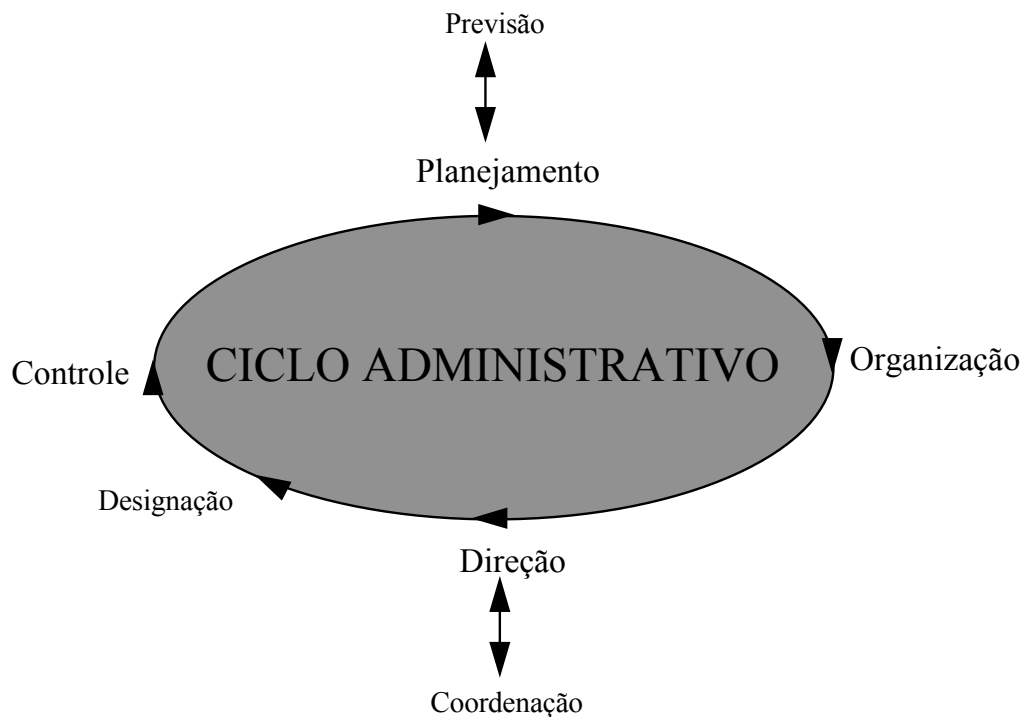 Previsão
Planejamento
Controle
CICLO ADMINISTRATIVO
Organização
Designação
Direção
Coordenação